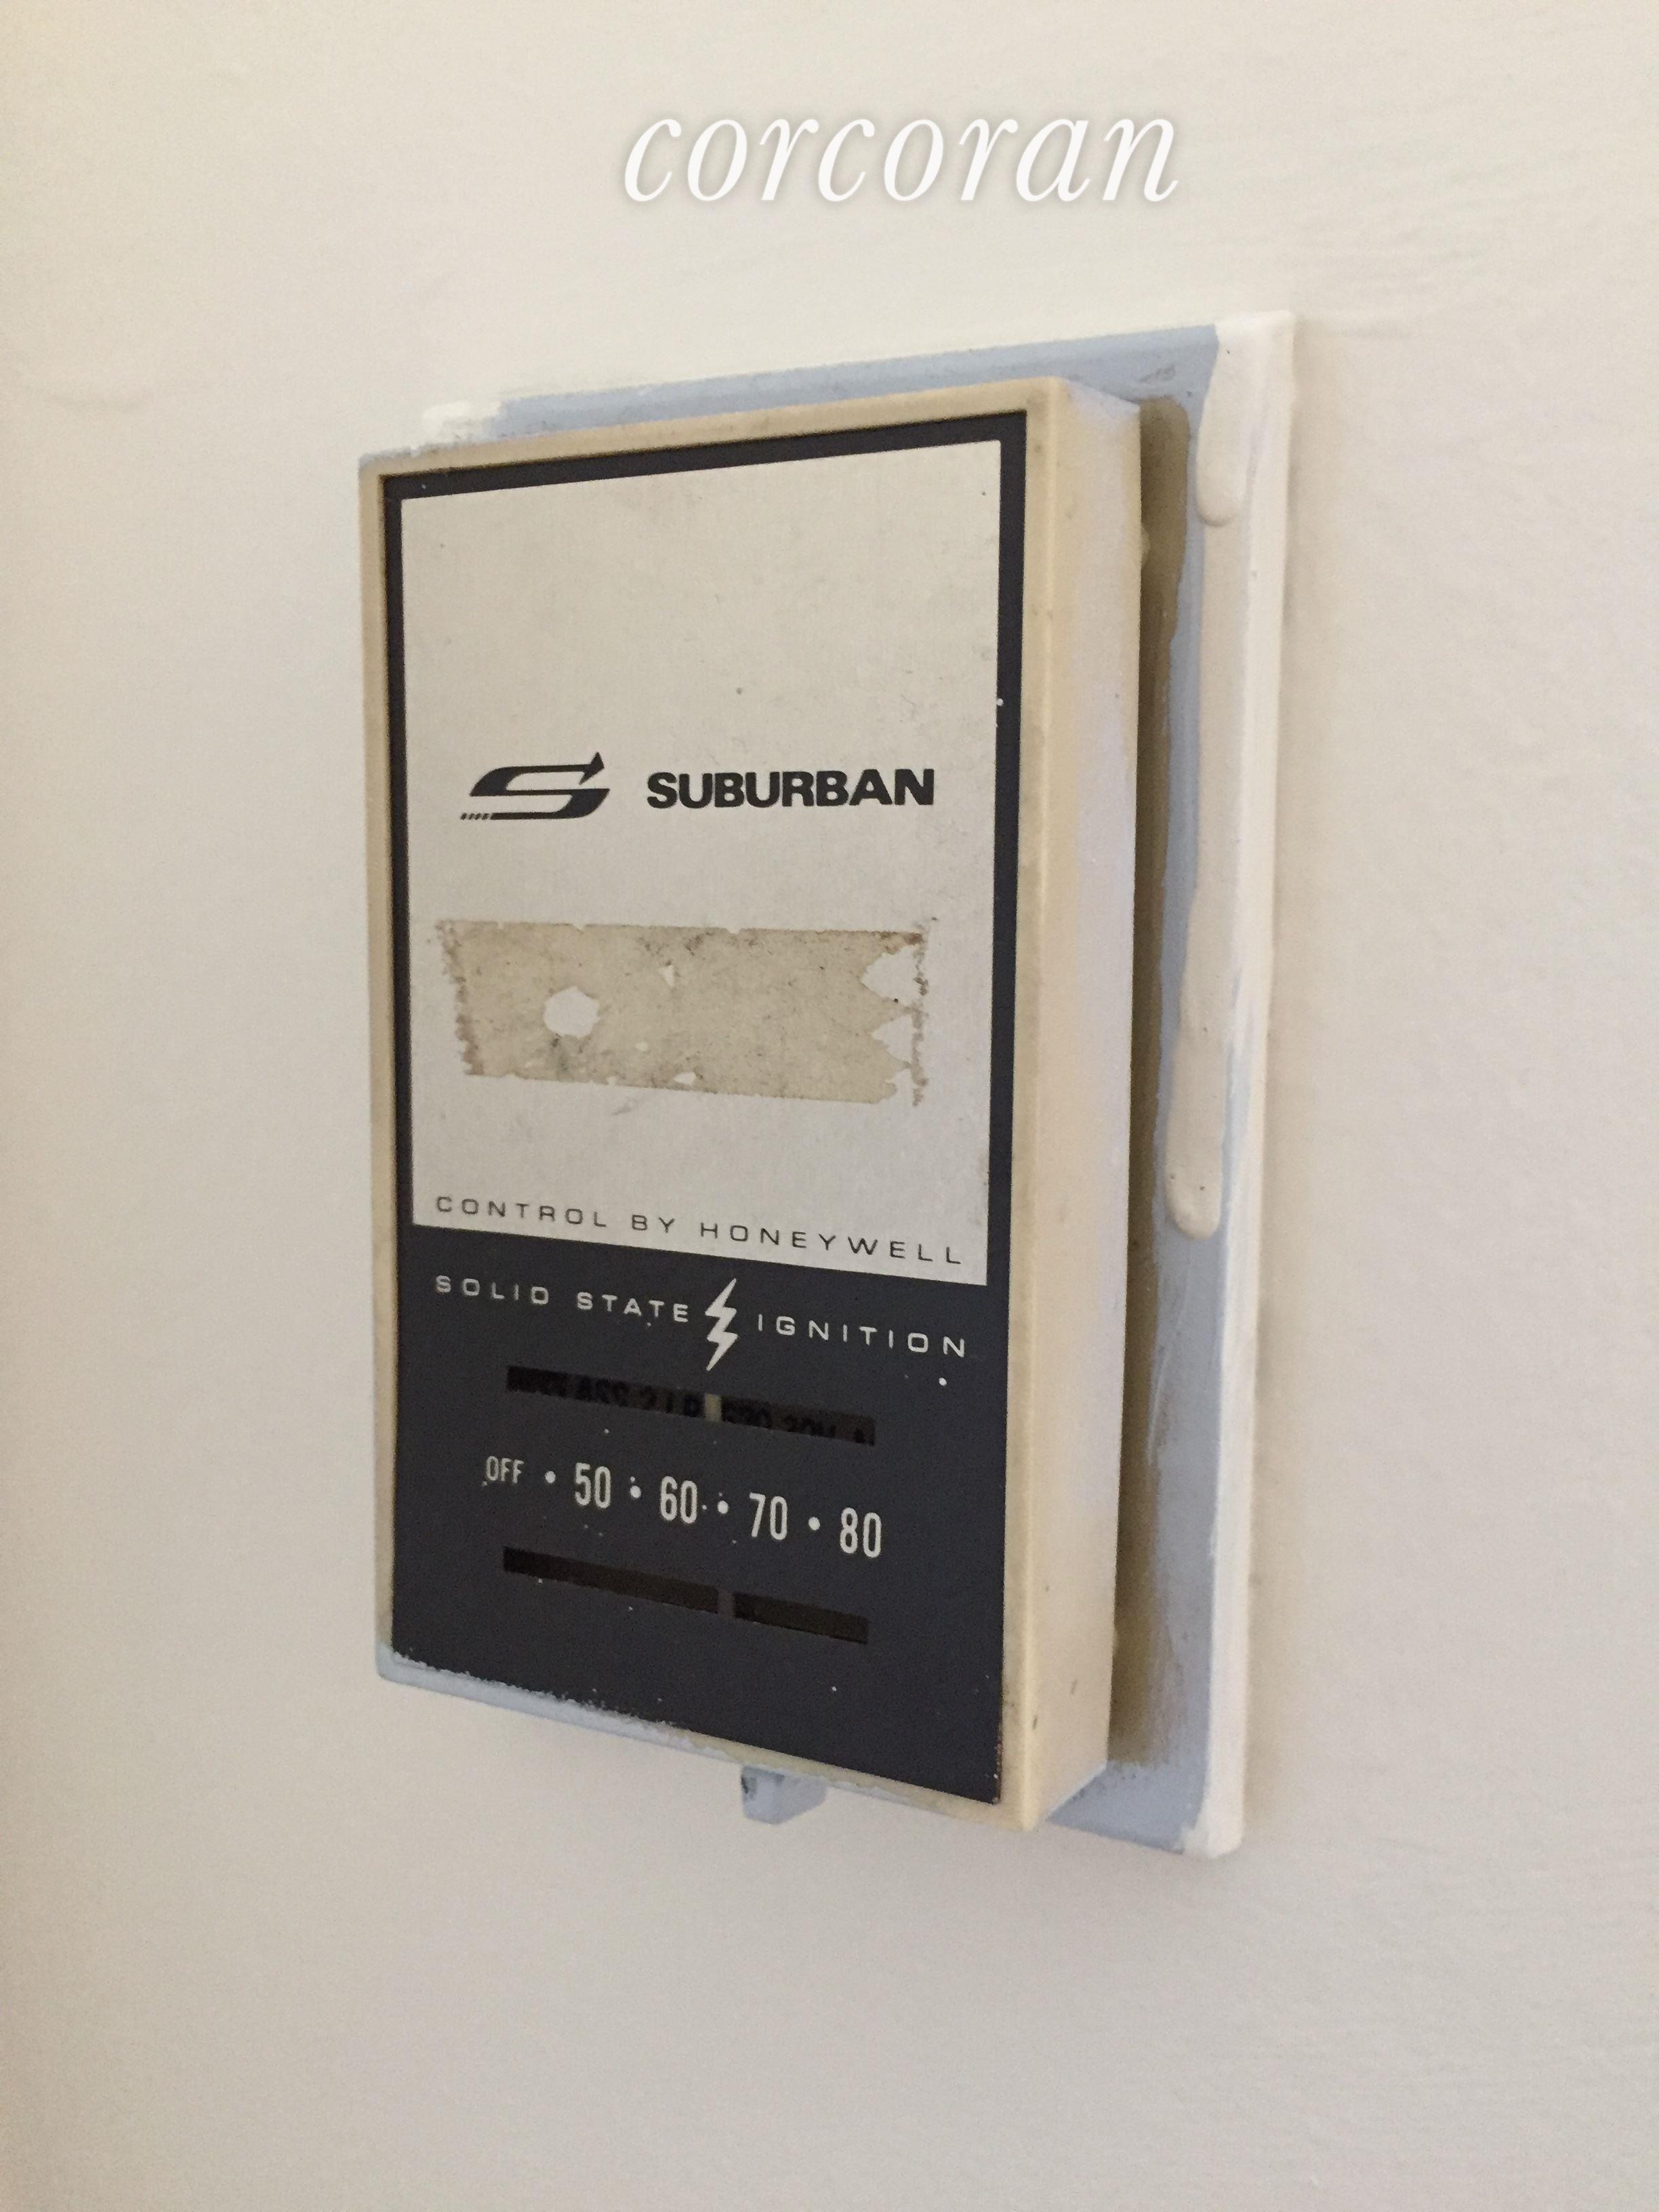 corcoran
SUBURBAN
CONTROL BY HONEYWELL
SOLID STATE IGNITION
OFF • 50 • 60 • 70 • 80